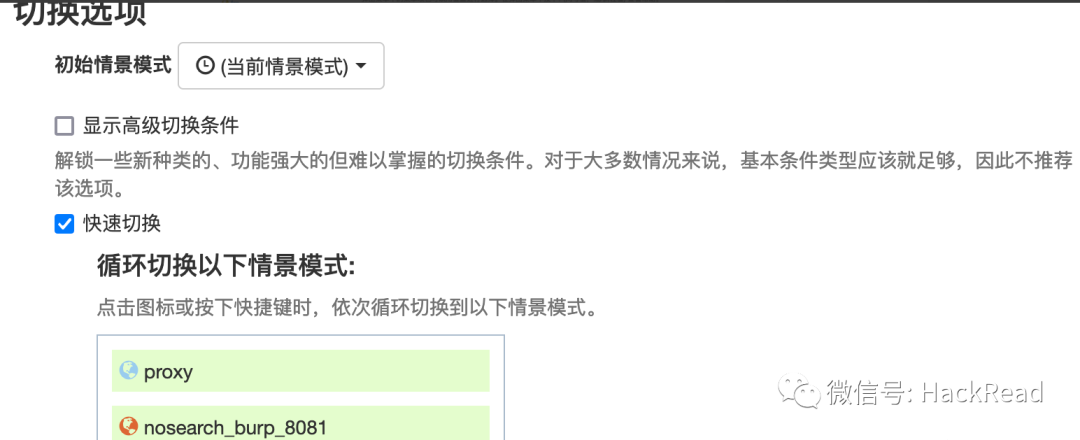 切换选项
初始情景模式 (当前情景模式)
显示高级切换条件
解锁一些新种类的、功能强大的但难以掌握的切换条件。对于大多数情况来说，基本条件类型应该就足够，因此不推荐
该选项。
快速切换
循环切换以下情景模式:
点击图标或按下快捷键时，依次循环切换到以下情景模式。
proxy
nosearch_burp_8081
微信号: HackRead